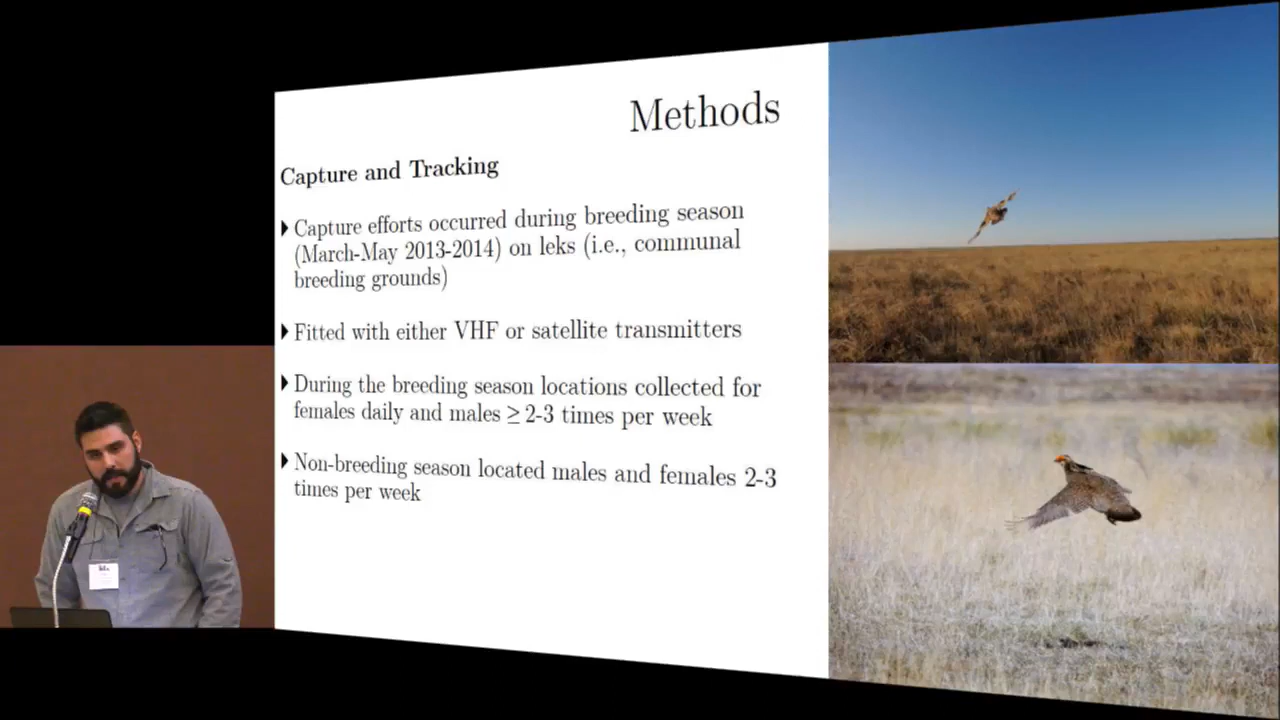 Methods
Capture and Tracking
Capture efforts occurred during breeding season
(March-May 2013-2014) on leks (i.e., communal
breeding grounds)
Fitted with either VHF or satellite transmitters
During the breeding season locations collected for
females daily and males ≥ 2-3 times per week
Non-breeding season located males and females 2-3
times per week